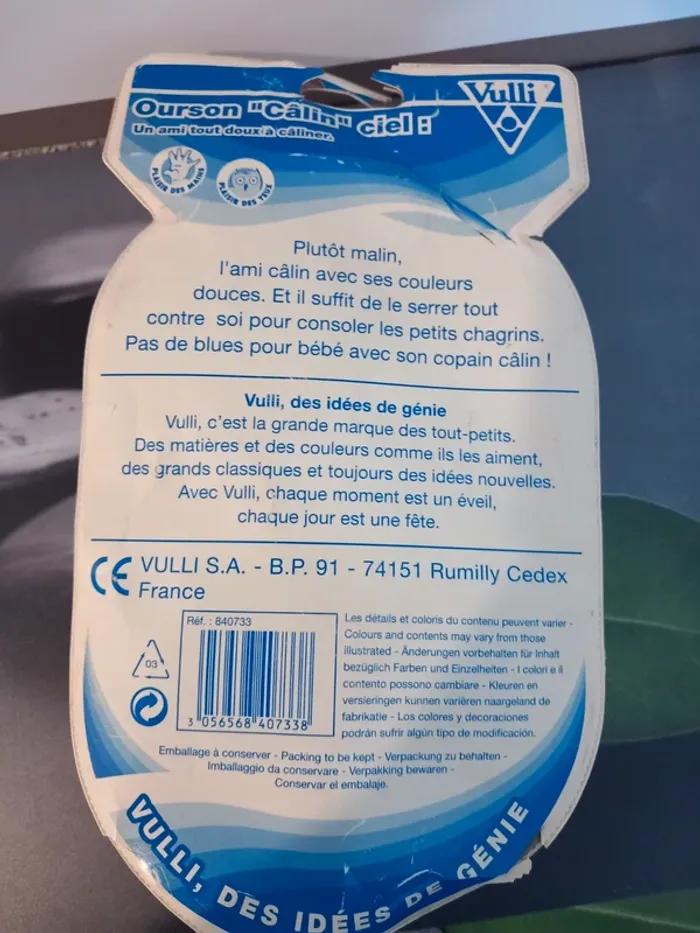 Ourson "Câlin" ciel :
Un ami tout doux à câliner.
Vulli
PLAISIR DES MAINS
PLAISIR DES YEUX
Plutôt malin,
l'ami câlin avec ses couleurs
douces. Et il suffit de le serrer tout
contre soi pour consoler les petits chagrins.
Pas de blues pour bébé avec son copain câlin !
Vulli, des idées de génie
Vulli, c'est la grande marque des tout-petits.
Des matières et des couleurs comme ils les aiment,
des grands classiques et toujours des idées nouvelles.
Avec Vulli, chaque moment est un éveil,
chaque jour est une fête.
CE VULLI S.A. - B.P. 91 - 74151 Rumilly Cedex
France
Réf. : 840733
3 056568 407338
03
Les détails et coloris du contenu peuvent varier -
Colours and contents may vary from those
illustrated - Änderungen vorbehalten für Inhalt
bezüglich Farben und Einzelheiten - I colori e il
contento possono cambiare - Kleuren en
versieringen kunnen variëren naargeland de
fabrikatie - Los colores y decoraciones
podrán sufrir algún tipo de modificación.
Emballage à conserver - Packing to be kept - Verpackung zu behalten -
Imballaggio da conservare - Verpakking bewaren -
Conservar el embalaje.
VULLI, DES IDÉES DE GÉNIE